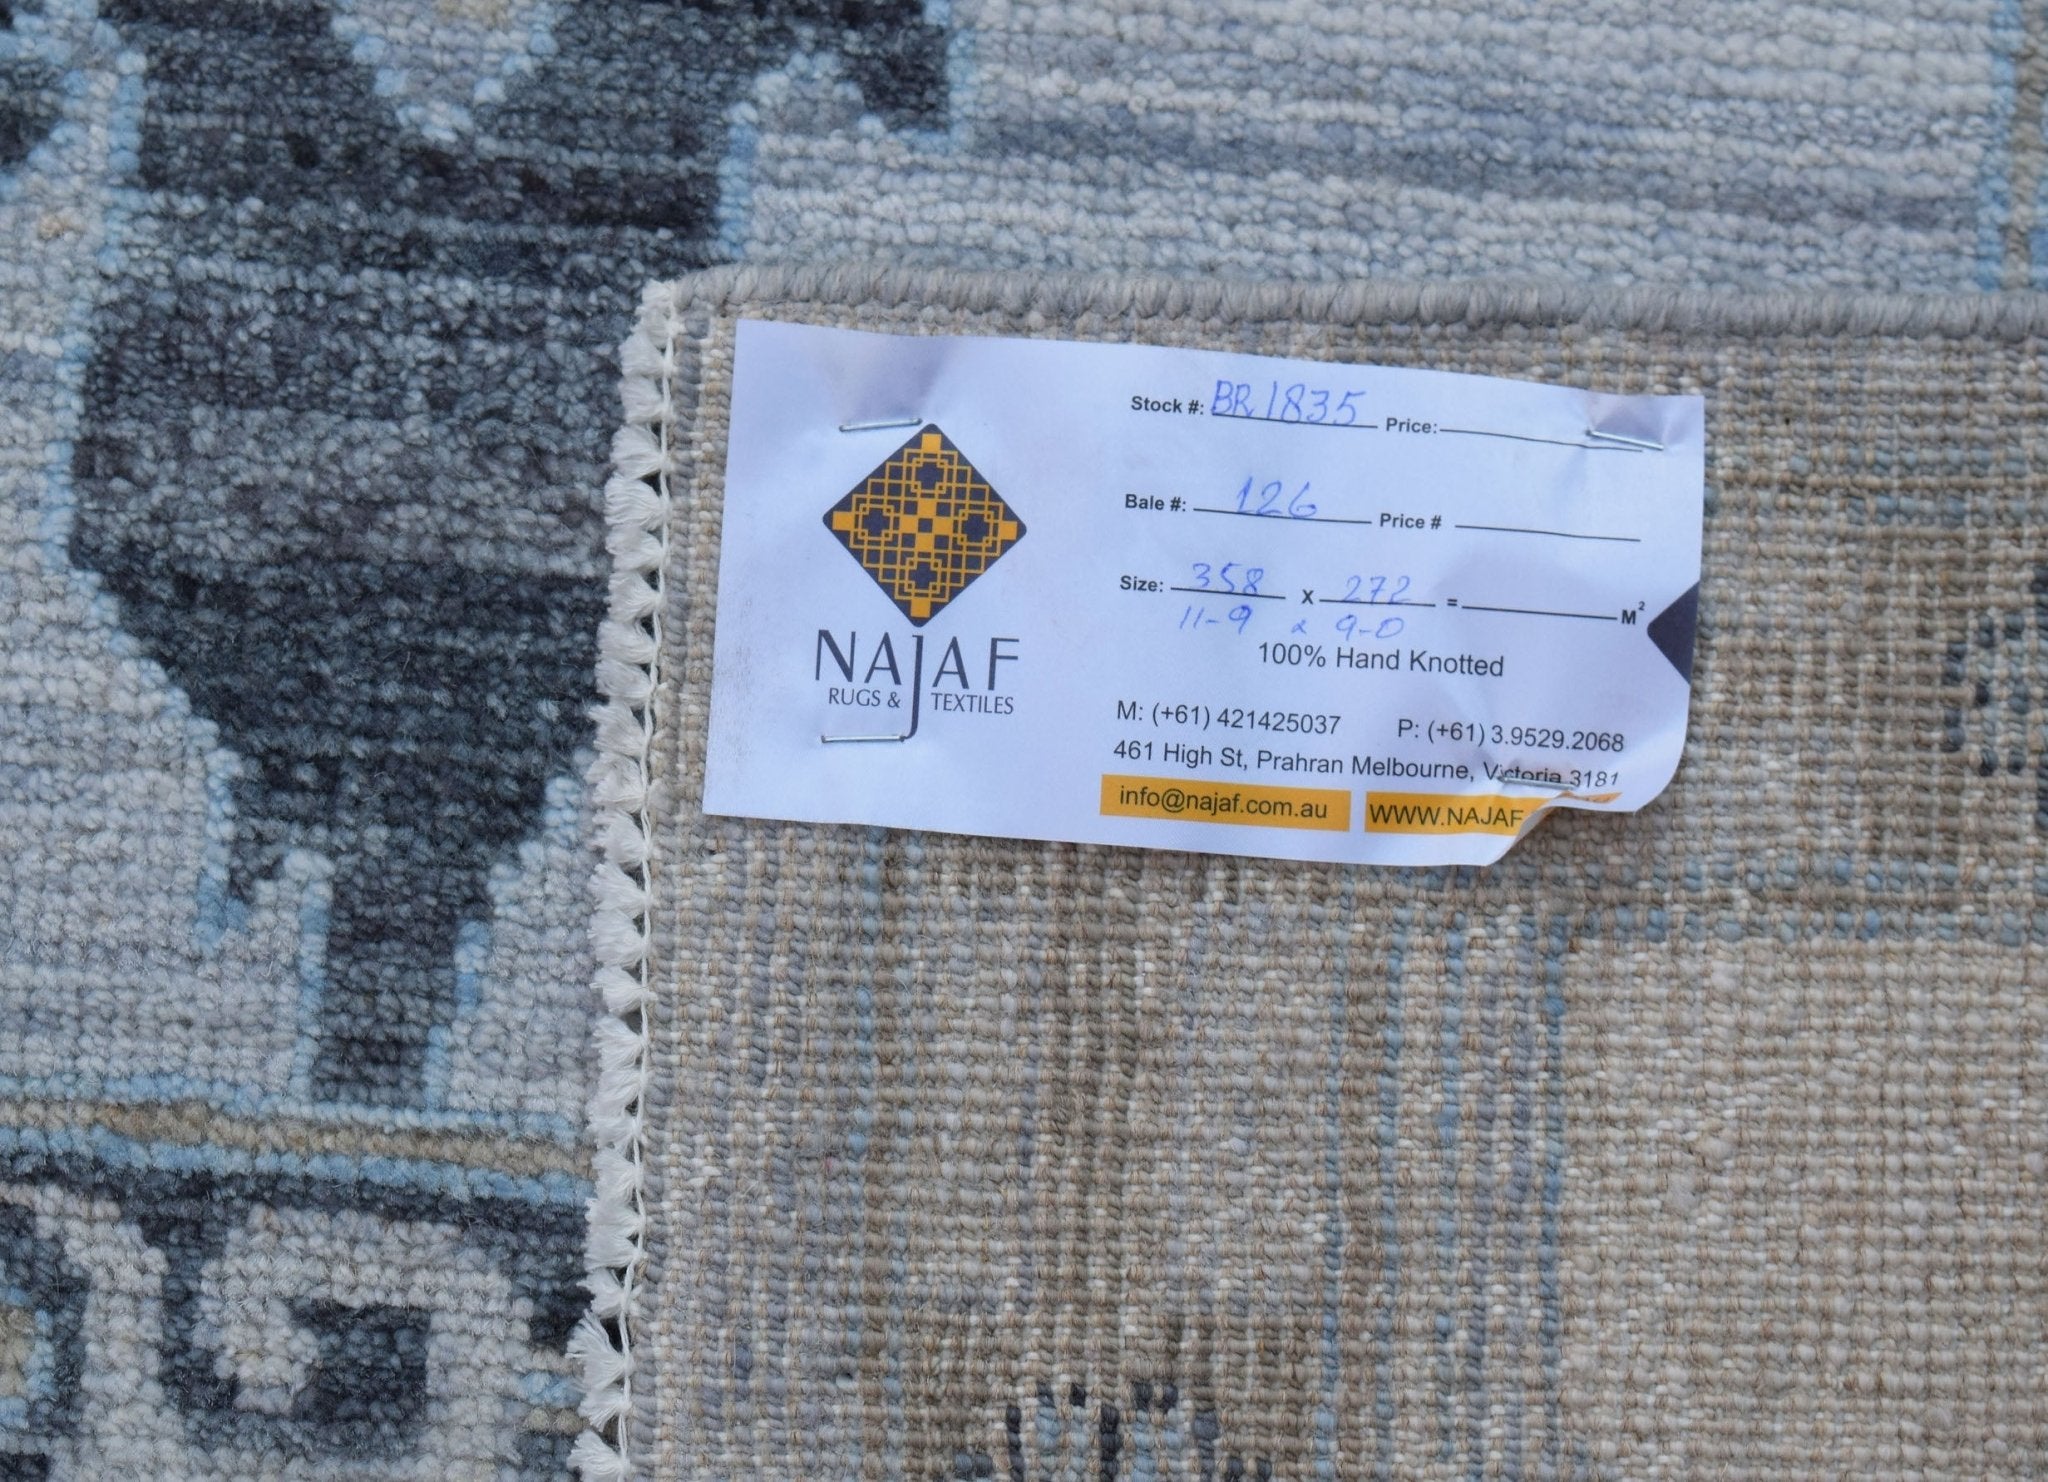 Stock #: BR1835 Price:
Bale #: 126 Price #
Size: 358 x 272 = M²
11-9 x 9-0
100% Hand Knotted
NAJAF
RUGS & TEXTILES
M: (+61) 421425037 P: (+61) 3.9529.2068
461 High St, Prahran Melbourne, Victoria 3181
info@najaf.com.au WWW.NAJAF